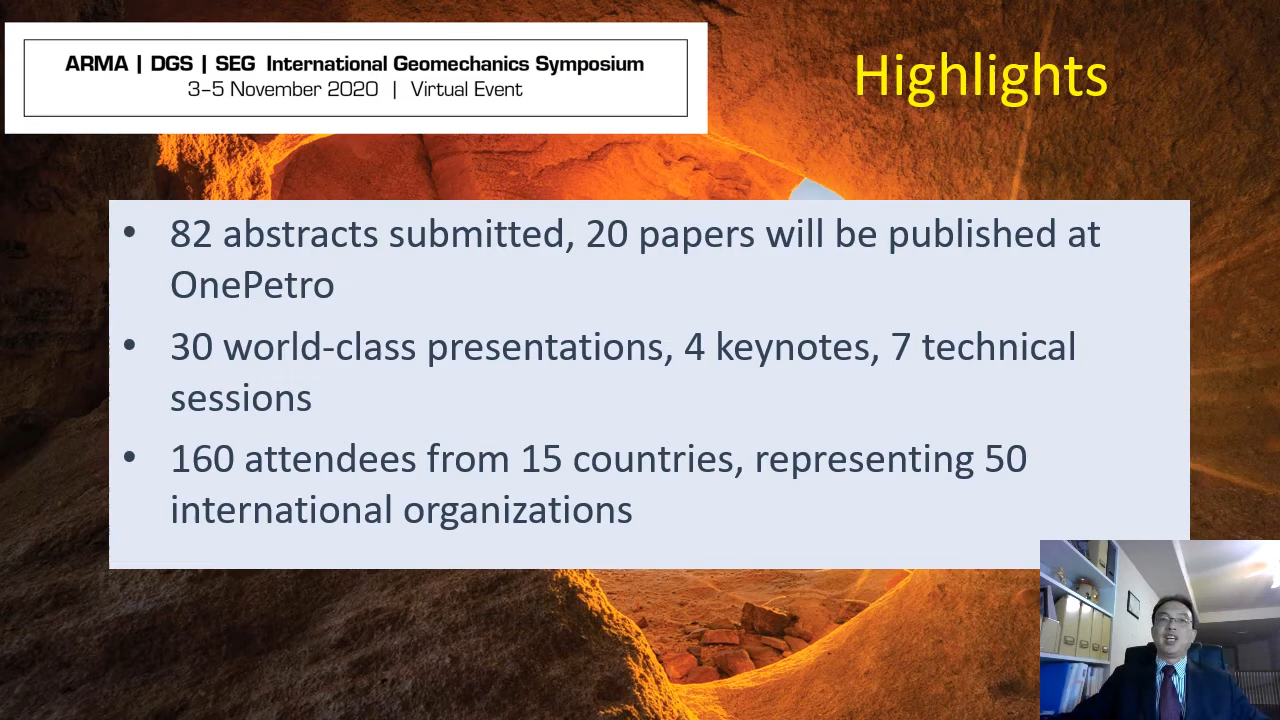 ARMA | DGS | SEG International Geomechanics Symposium
3–5 November 2020 | Virtual Event
Highlights
• 82 abstracts submitted, 20 papers will be published at
OnePetro
• 30 world-class presentations, 4 keynotes, 7 technical
sessions
• 160 attendees from 15 countries, representing 50
international organizations